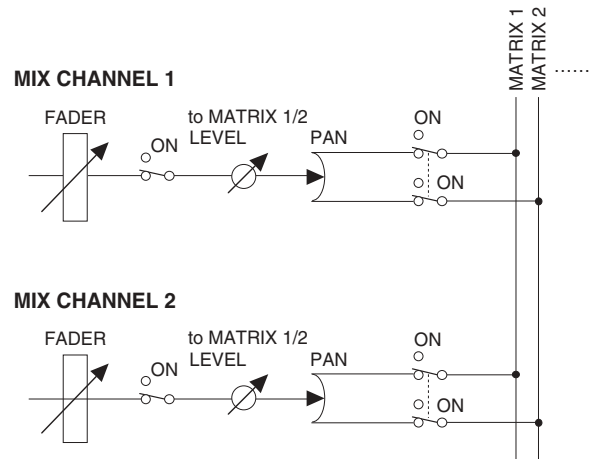 MATRIX 1
MATRIX 2
MIX CHANNEL 1
FADER
ON
to MATRIX 1/2
LEVEL
PAN
ON
ON
MIX CHANNEL 2
FADER
ON
to MATRIX 1/2
LEVEL
PAN
ON
ON